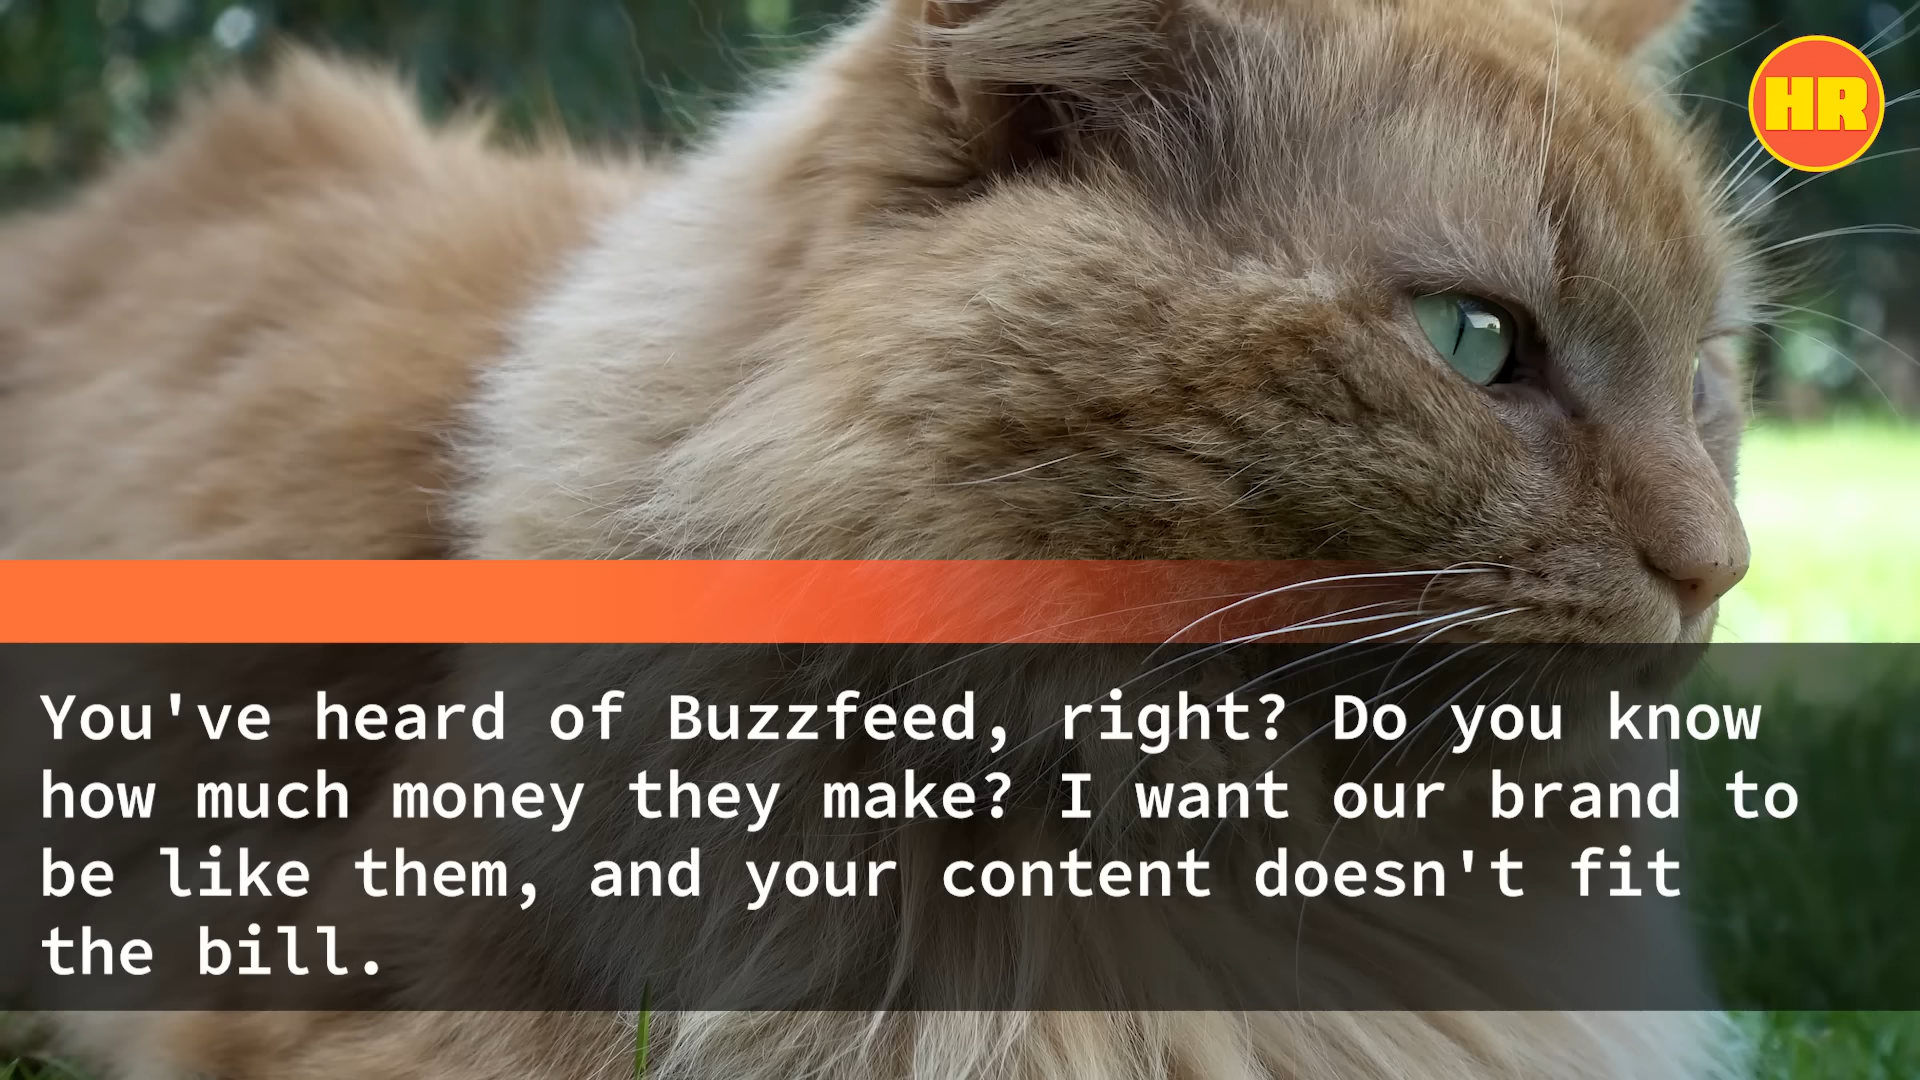 HR
You've heard of Buzzfeed, right? Do you know
how much money they make? I want our brand to
be like them, and your content doesn't fit
the bill.